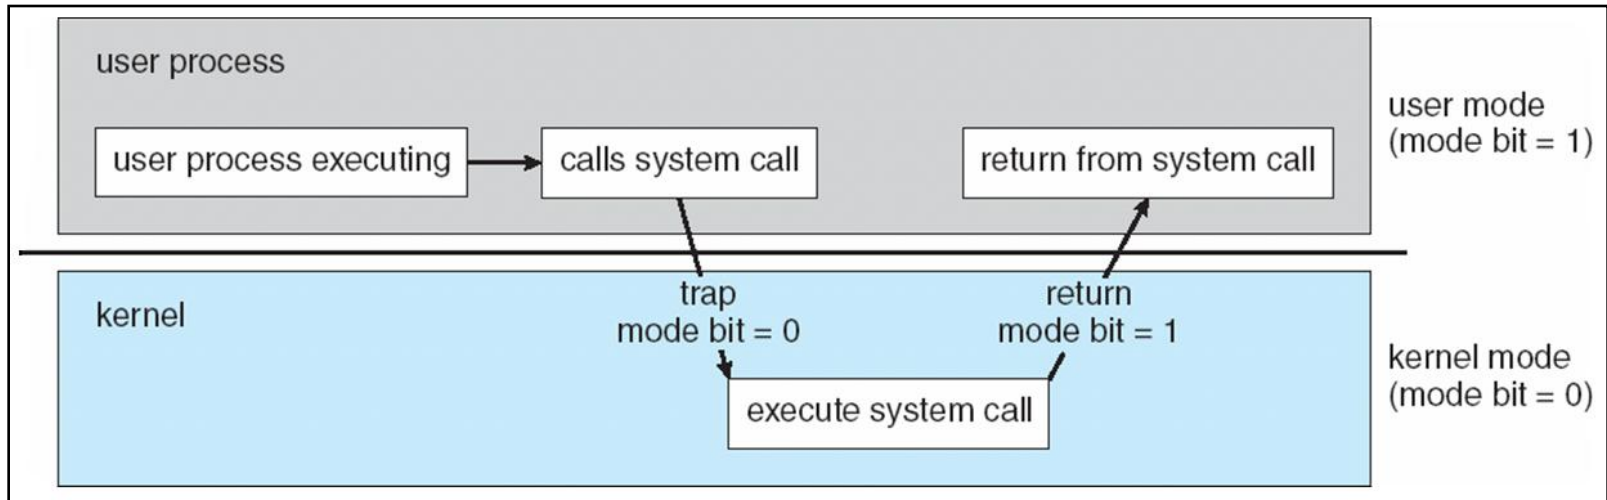 user process
user process executing
calls system call
return from system call
user mode
(mode bit = 1)
kernel
trap
mode bit = 0
return
mode bit = 1
execute system call
kernel mode
(mode bit = 0)